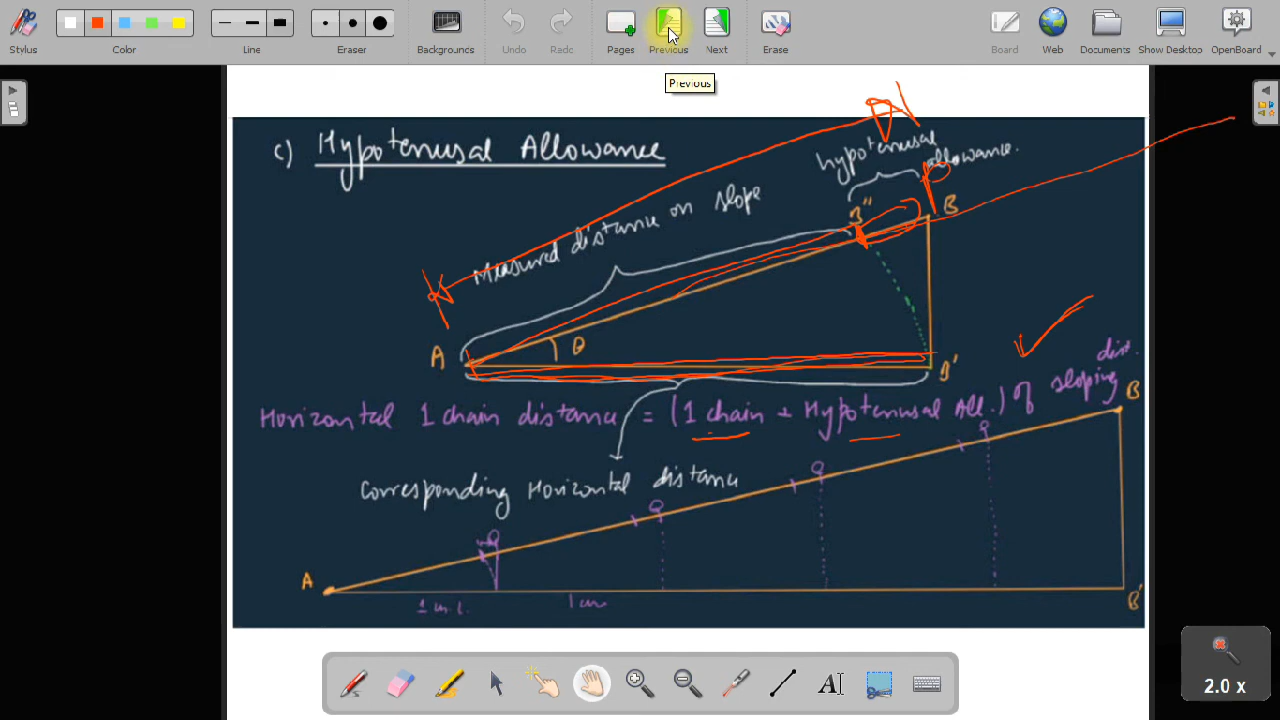 Stylus Color Line Eraser Backgrounds Undo Redo Pages Previous Next Erase Board Web Documents Show Desktop OpenBoard
Previous
c) Hypotenusal Allowance
hypotenusal
allowance.
Measured distance on slope
B" B
A θ B'
Horizontal 1 chain distance = (1 chain + Hypotenusal All.) of sloping dist.
B
Corresponding Horizontal distance
A
B'
2.0 x